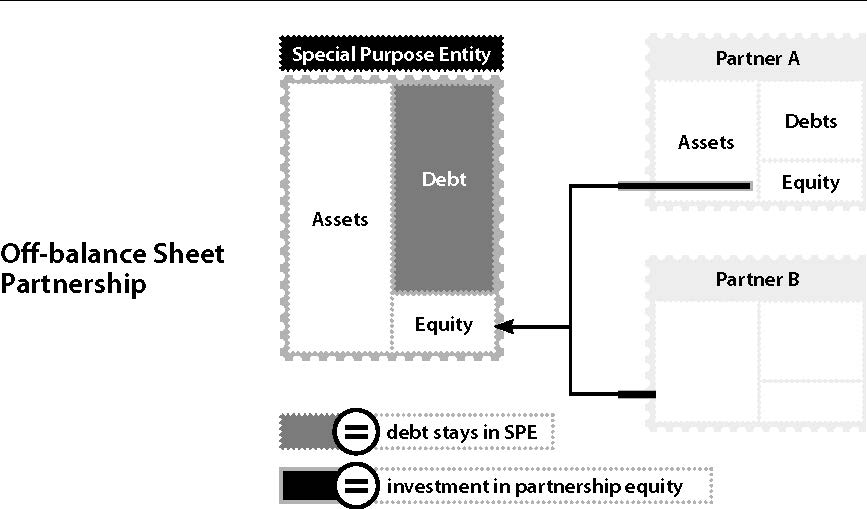 Special Purpose Entity
Partner A
Debts
Assets
Equity
Debt
Assets
Off-balance Sheet
Partnership
Equity
Partner B
= debt stays in SPE
= investment in partnership equity